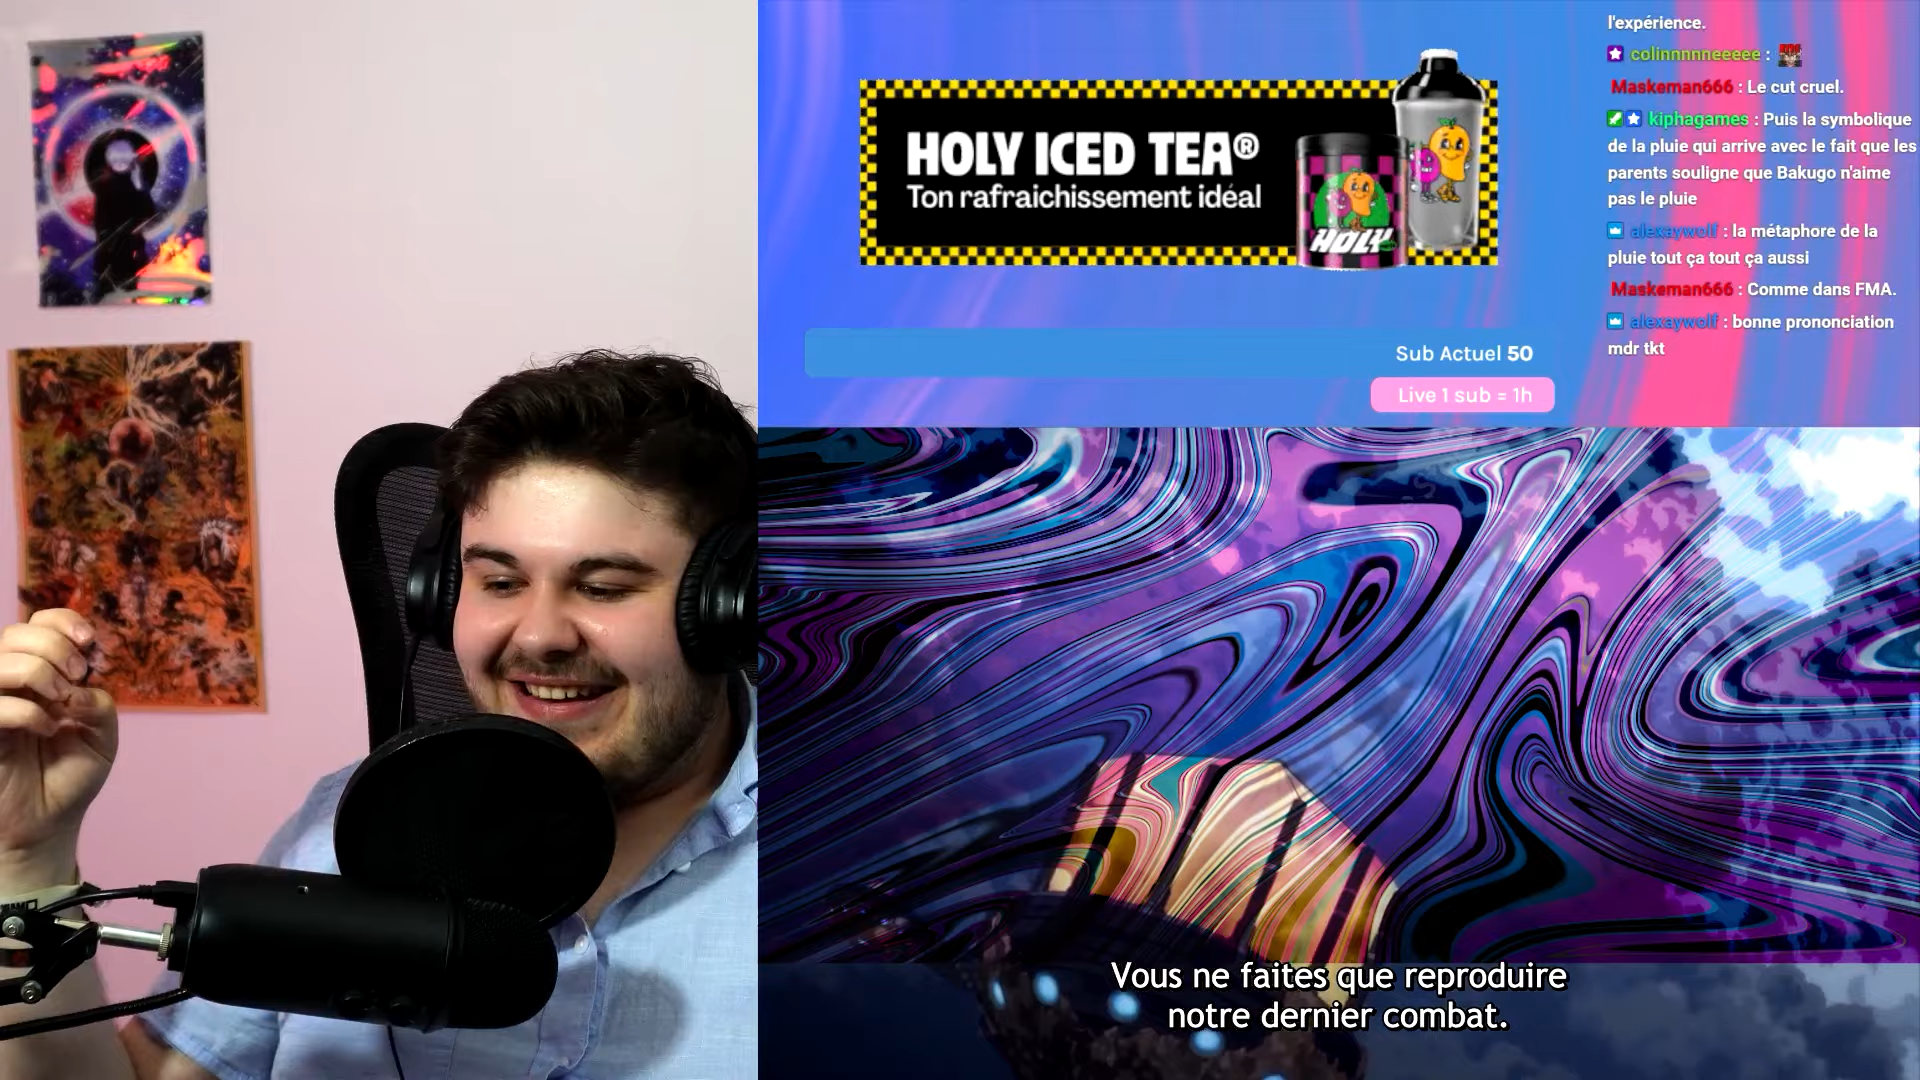 l'expérience.
colinnnnneeeee :
Maskeman666 : Le cut cruel.
kiphagames : Puis la symbolique
de la pluie qui arrive avec le fait que les
parents souligne que Bakugo n'aime
pas le pluie
alexaywolf : la métaphore de la
pluie tout ça tout ça aussi
Maskeman666 : Comme dans FMA.
alexaywolf : bonne prononciation
mdr tkt
HOLY ICED TEA®
Ton rafraichissement idéal
HOLY
Sub Actuel 50
Live 1 sub = 1h
Vous ne faites que reproduire
notre dernier combat.